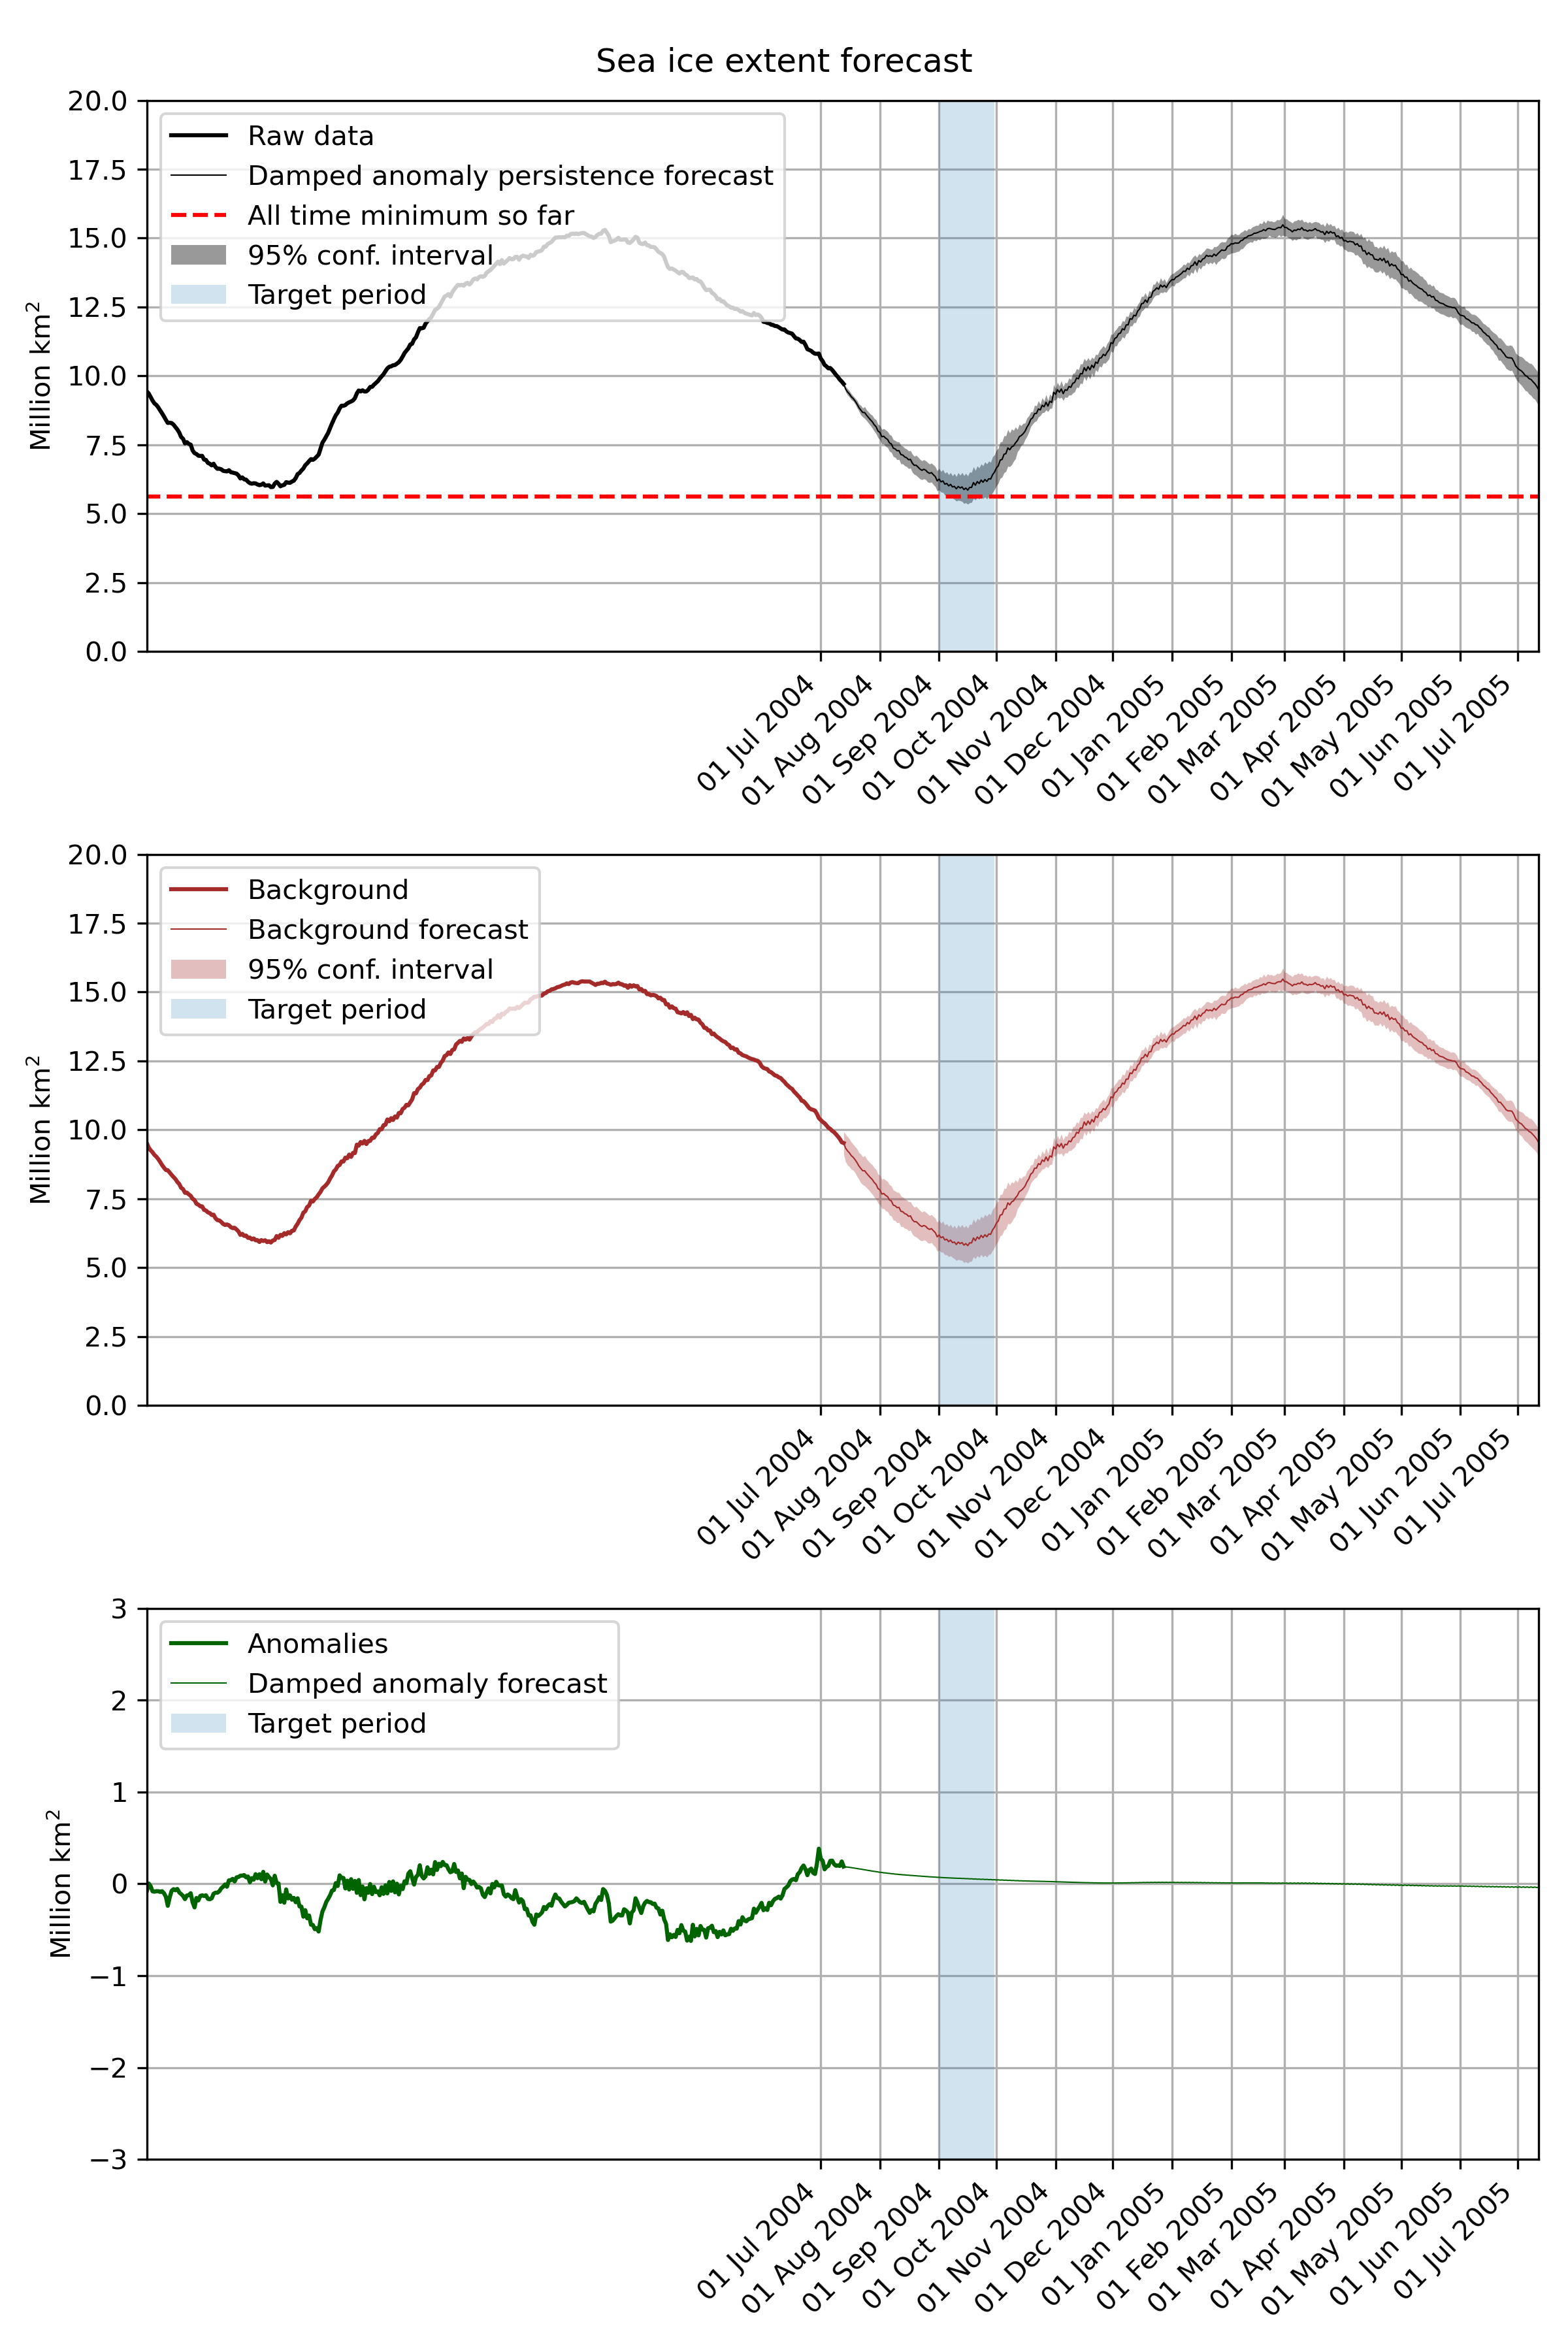 Sea ice extent forecast
20.0
17.5
15.0
12.5
10.0
7.5
5.0
2.5
0.0
Million km²
Raw data
Damped anomaly persistence forecast
All time minimum so far
95% conf. interval
Target period
01 Jul 2004
01 Aug 2004
01 Sep 2004
01 Oct 2004
01 Nov 2004
01 Dec 2004
01 Jan 2005
01 Feb 2005
01 Mar 2005
01 Apr 2005
01 May 2005
01 Jun 2005
01 Jul 2005
20.0
17.5
15.0
12.5
10.0
7.5
5.0
2.5
0.0
Million km²
Background
Background forecast
95% conf. interval
Target period
01 Jul 2004
01 Aug 2004
01 Sep 2004
01 Oct 2004
01 Nov 2004
01 Dec 2004
01 Jan 2005
01 Feb 2005
01 Mar 2005
01 Apr 2005
01 May 2005
01 Jun 2005
01 Jul 2005
3
2
1
0
−1
−2
−3
Million km²
Anomalies
Damped anomaly forecast
Target period
01 Jul 2004
01 Aug 2004
01 Sep 2004
01 Oct 2004
01 Nov 2004
01 Dec 2004
01 Jan 2005
01 Feb 2005
01 Mar 2005
01 Apr 2005
01 May 2005
01 Jun 2005
01 Jul 2005